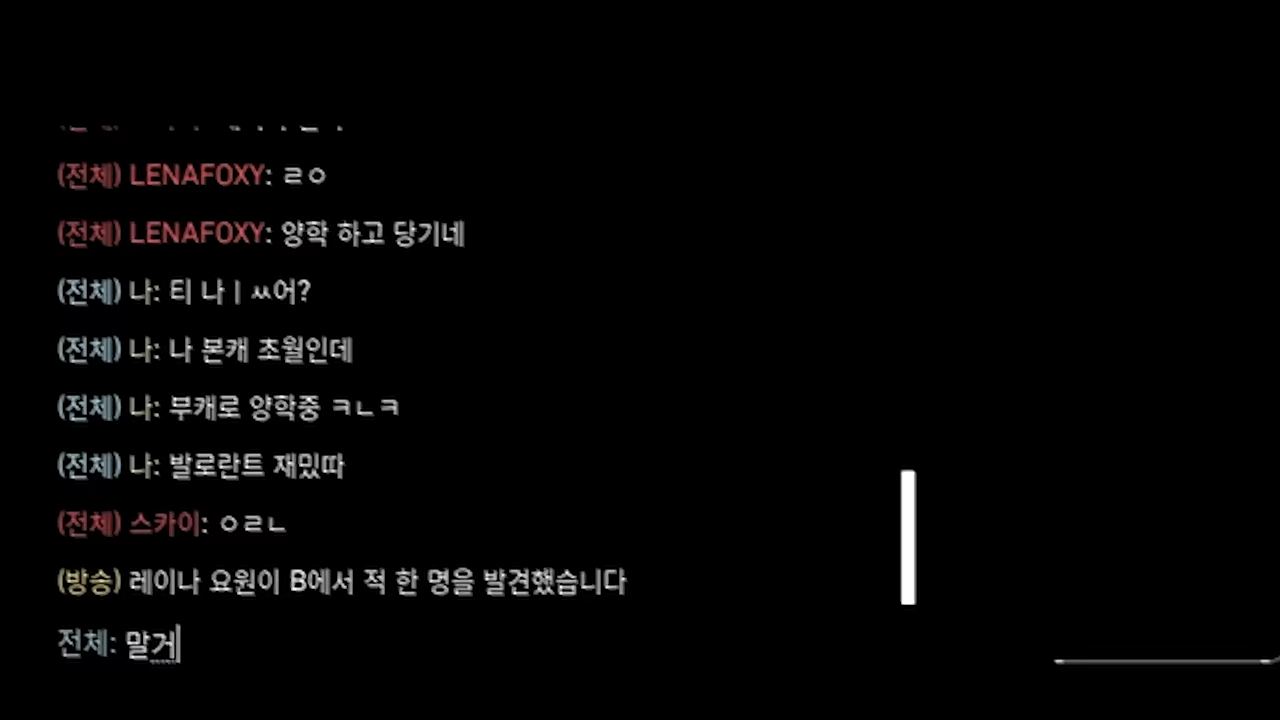 (전체) LENAFOXY: ㄹㅇ
(전체) LENAFOXY: 양학 하고 당기네
(전체) 나: 티 나ㅣㅆ어?
(전체) 나: 나 본캐 초월인데
(전체) 나: 부캐로 양학중 ㅋㄴㅋ
(전체) 나: 발로란트 재밌따
(전체) 스카이: ㅇㄹㄴ
(방송) 레이나 요원이 B에서 적 한 명을 발견했습니다
전체: 말거